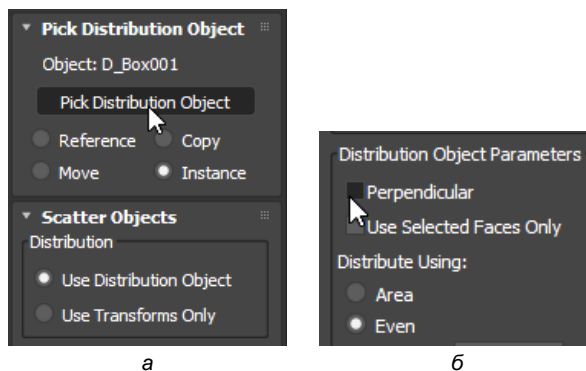 Pick Distribution Object
Object: D_Box001
Pick Distribution Object
Reference Copy
Move Instance
Scatter Objects
Distribution
Use Distribution Object
Use Transforms Only
а
Distribution Object Parameters
Perpendicular
Use Selected Faces Only
Distribute Using:
Area
Even
б